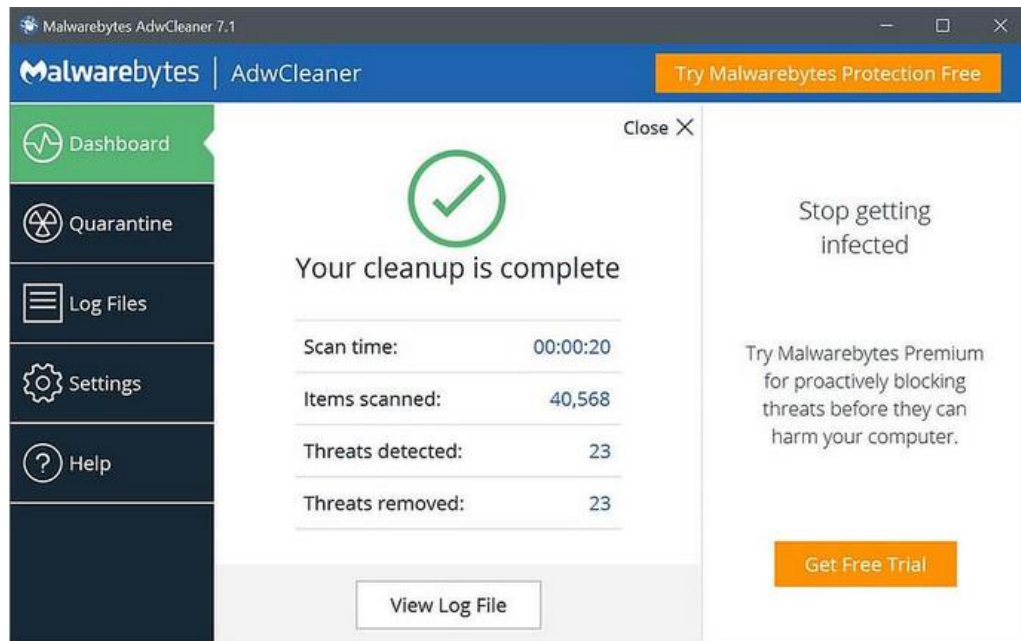 Malwarebytes AdwCleaner 7.1
Malwarebytes | AdwCleaner
Try Malwarebytes Protection Free
Dashboard
Quarantine
Log Files
Settings
Help
Close
Your cleanup is complete
Scan time: 00:00:20
Items scanned: 40,568
Threats detected: 23
Threats removed: 23
View Log File
Stop getting
infected
Try Malwarebytes Premium
for proactively blocking
threats before they can
harm your computer.
Get Free Trial